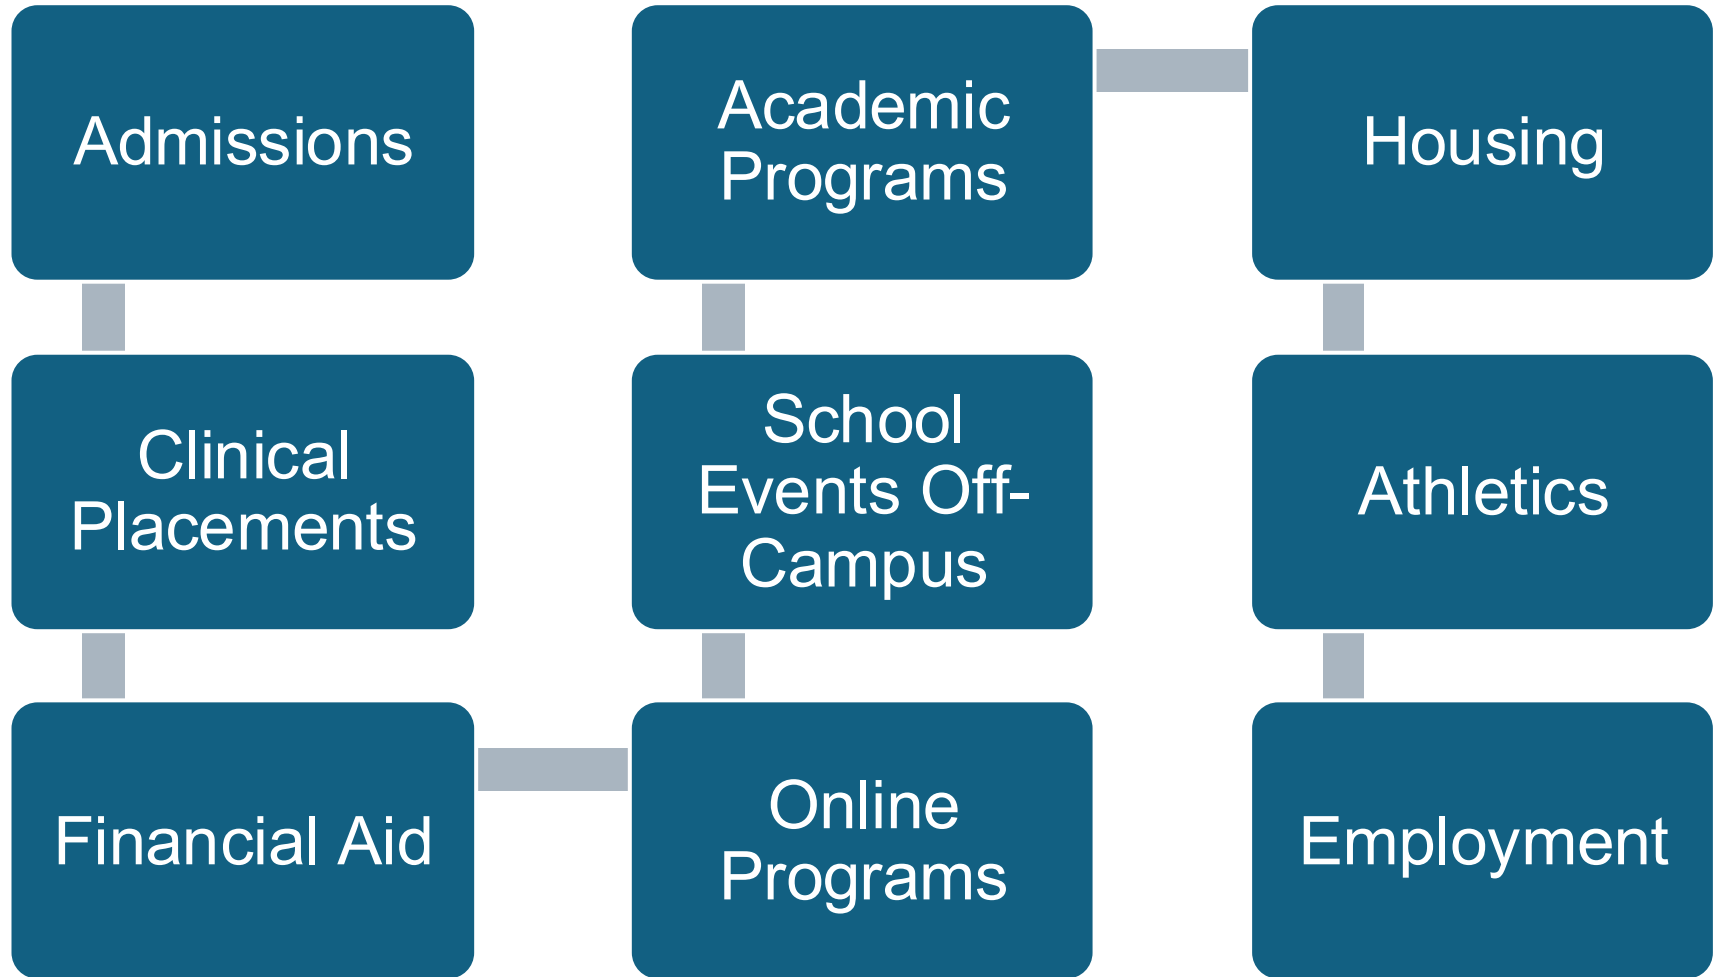 Admissions
Clinical
Placements
Financial Aid
Online
Programs
School
Events Off-
Campus
Academic
Programs
Housing
Athletics
Employment